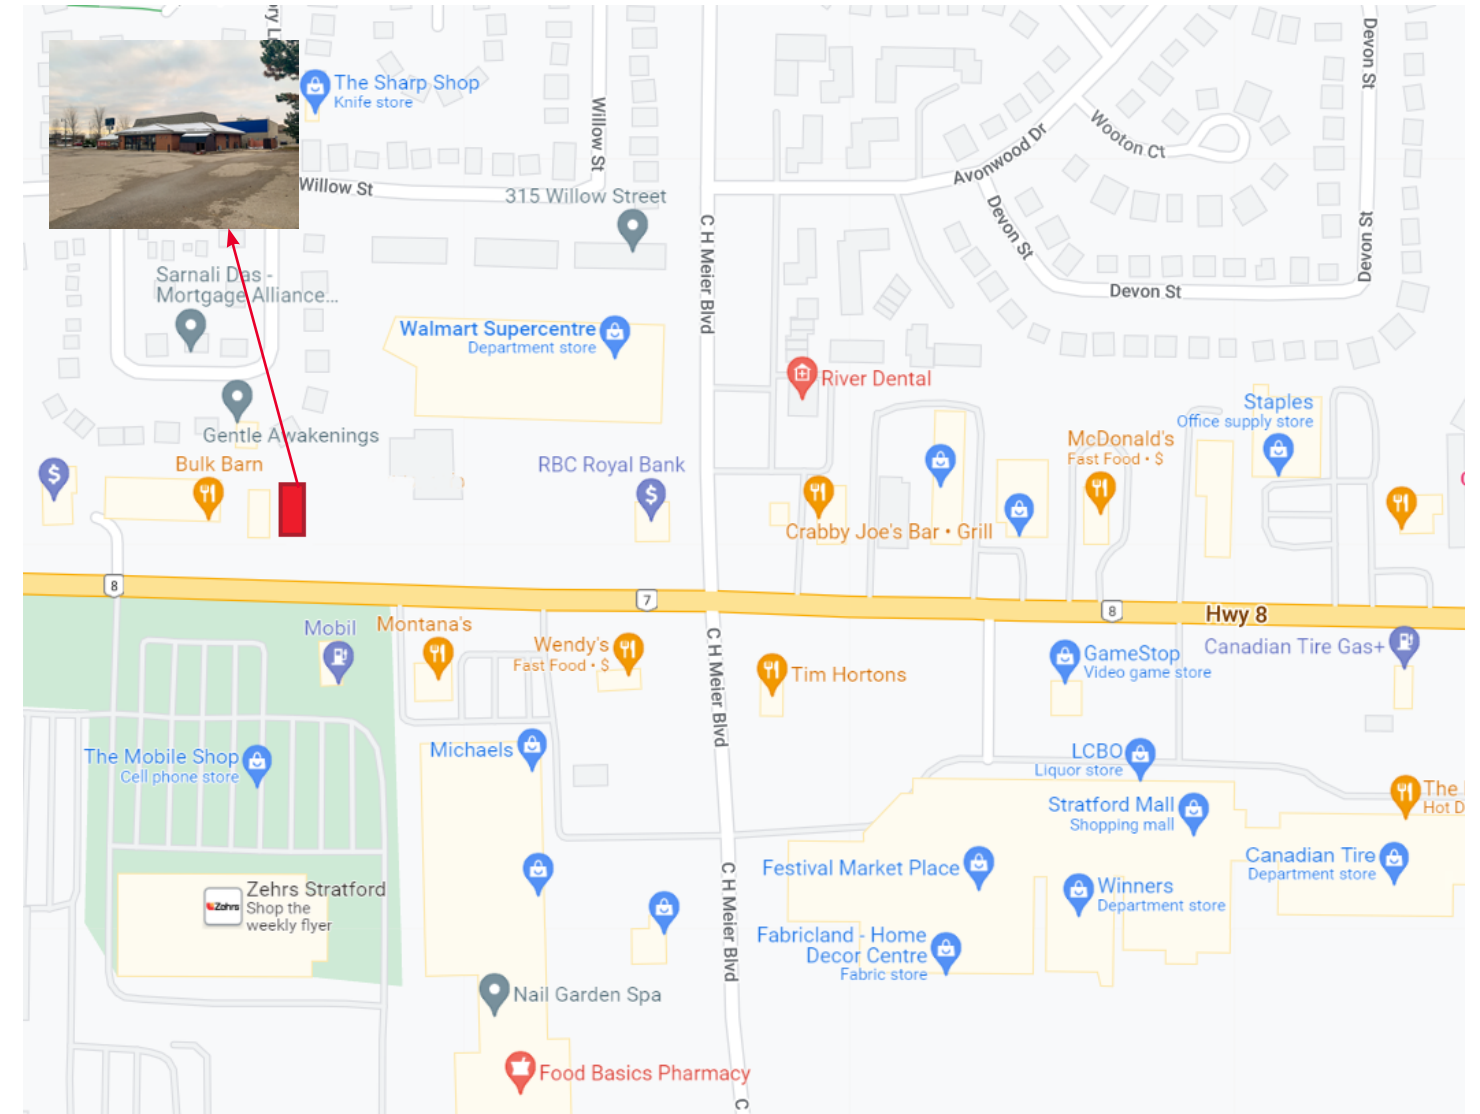 The Sharp Shop
Knife store
Willow St
Willow St
315 Willow Street
C H Meier Blvd
Avonwood Dr
Wooton Ct
Devon St
Devon St
Devon St
Devon St
Sarnali Das -
Mortgage Alliance...
Walmart Supercentre
Department store
River Dental
Gentle Awakenings
Bulk Barn
RBC Royal Bank
Crabby Joe's Bar • Grill
McDonald's
Fast Food • $
Staples
Office supply store
8
7
8
Hwy 8
Mobil
Montana's
Wendy's
Fast Food • $
C H Meier Blvd
Tim Hortons
GameStop
Video game store
Canadian Tire Gas+
The Mobile Shop
Cell phone store
Michaels
LCBO
Liquor store
Stratford Mall
Shopping mall
The
Hot D
Festival Market Place
Winners
Department store
Canadian Tire
Department store
Zehrs
Zehrs Stratford
Shop the
weekly flyer
C H Meier Blvd
Fabricland - Home
Decor Centre
Fabric store
Nail Garden Spa
Food Basics Pharmacy
C